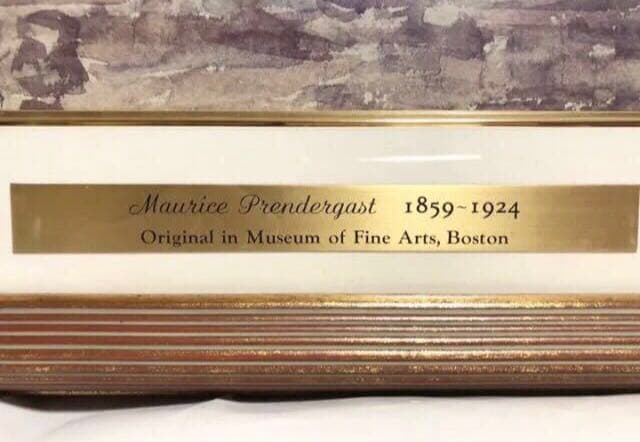 Maurice Prendergast 1859~1924
Original in Museum of Fine Arts, Boston